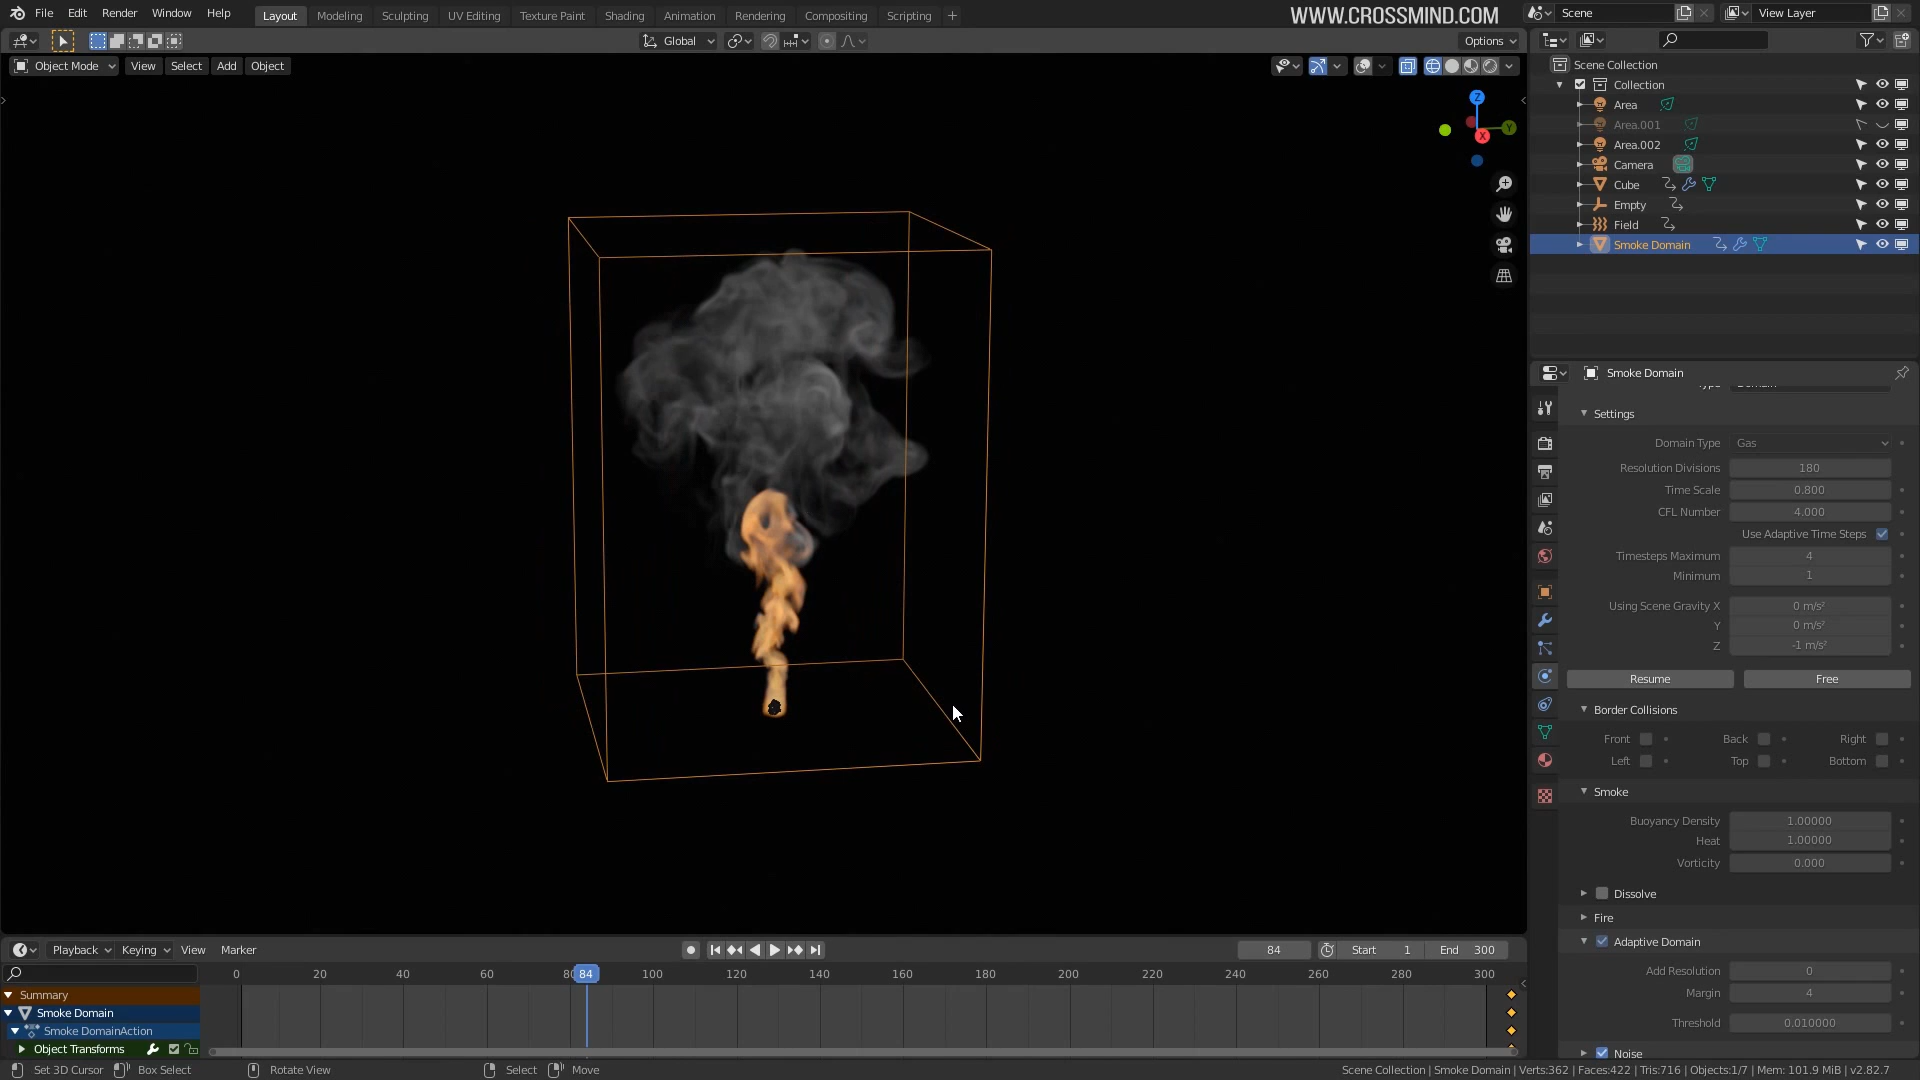 File Edit Render Window Help Layout Modeling Sculpting UV Editing Texture Paint Shading Animation Rendering Compositing Scripting + WWW.CROSSMIND.COM Scene View Layer
Global Options
Object Mode View Select Add Object
Z
Y
X
Scene Collection
Collection
Area
Area.001
Area.002
Camera
Cube
Empty
Field
Smoke Domain
Smoke Domain
Settings
Domain Type Gas
Resolution Divisions 180
Time Scale 0.800
CFL Number 4.000
Use Adaptive Time Steps
Timesteps Maximum 4
Minimum 1
Using Scene Gravity X 0 m/s²
Y 0 m/s²
Z -1 m/s²
Resume Free
Border Collisions
Front Back Right
Left Top Bottom
Smoke
Buoyancy Density 1.00000
Heat 1.00000
Vorticity 0.000
Dissolve
Fire
Adaptive Domain
Add Resolution 0
Margin 4
Threshold 0.010000
Noise
Playback Keying View Marker 84 Start 1 End 300
0 20 40 60 84 100 120 140 160 180 200 220 240 260 280 300
Summary
Smoke Domain
Smoke DomainAction
Object Transforms
Set 3D Cursor Box Select Rotate View Select Move Scene Collection | Smoke Domain | Verts:362 | Faces:422 | Tris:716 | Objects:1/7 | Mem: 101.9 MiB | v2.82.7